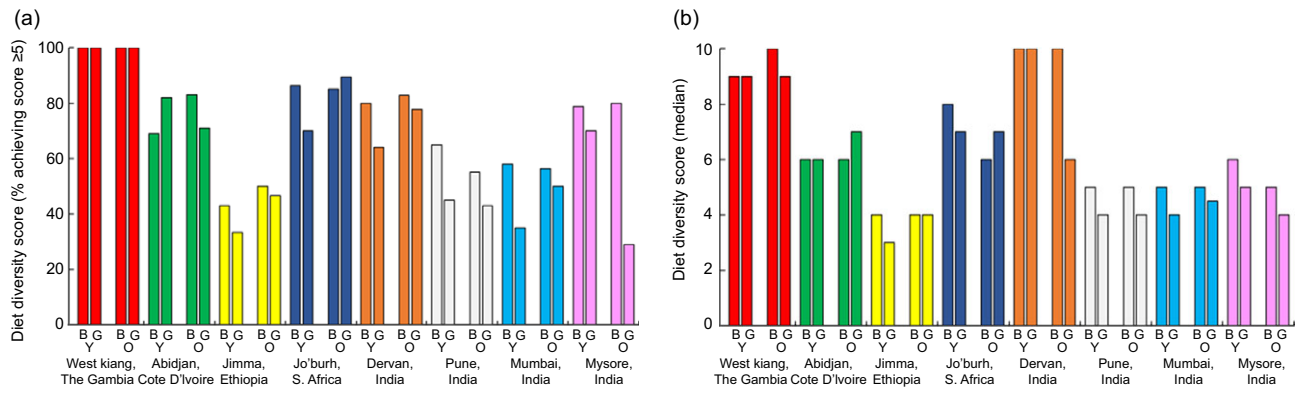 (a)
Diet diversity score (% achieving score ≥5)
100
80
60
40
20
0
B G B G B G B G B G B G B G B G B G B G B G B G B G B G B G B G
Y O Y O Y O Y O Y O Y O Y O Y O
West kiang, Abidjan, Jimma, Jo'burh, Dervan, Pune, Mumbai, Mysore,
The Gambia Cote D'Ivoire Ethiopia S. Africa India India India India
(b)
Diet diversity score (median)
10
8
6
4
2
0
B G B G B G B G B G B G B G B G B G B G B G B G B G B G B G B G
Y O Y O Y O Y O Y O Y O Y O Y O
West kiang, Abidjan, Jimma, Jo'burh, Dervan, Pune, Mumbai, Mysore,
The Gambia Cote D'Ivoire Ethiopia S. Africa India India India India